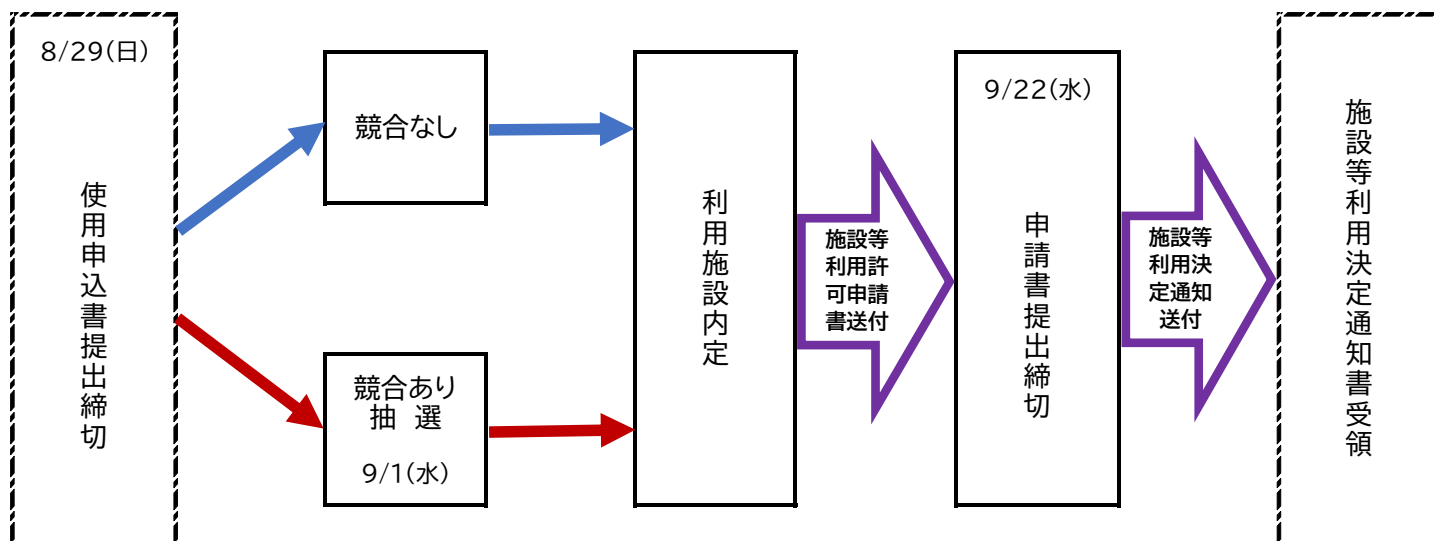 8/29(日)
使用申込書提出締切
競合なし
競合あり
抽 選
9/1(水)
利用施設内定
施設等
利用許
可申請
書送付
9/22(水)
申請書提出締切
施設等
利用決
定通知
送付
施設等利用決定通知書受領